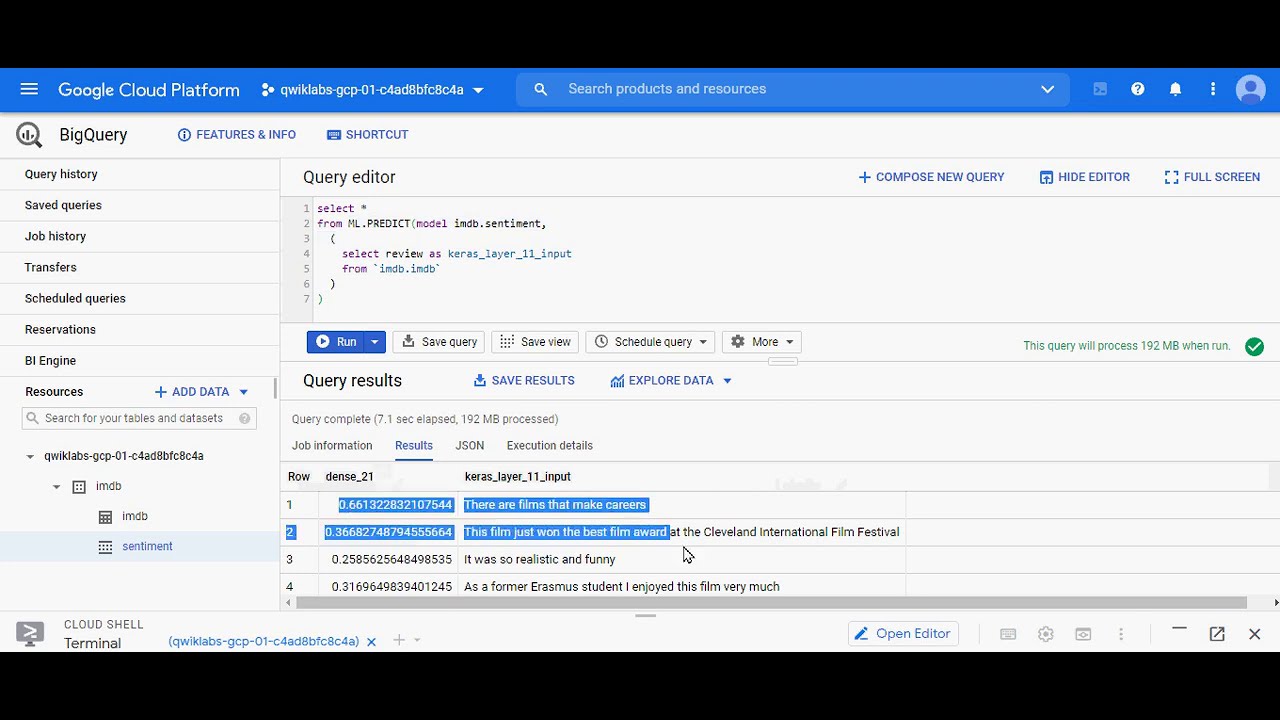 Google Cloud Platform qwiklabs-gcp-01-c4ad8bfc8c4a Search products and resources
BigQuery FEATURES & INFO SHORTCUT
Query history
Saved queries
Job history
Transfers
Scheduled queries
Reservations
BI Engine
Resources ADD DATA
Search for your tables and datasets
qwiklabs-gcp-01-c4ad8bfc8c4a
imdb
imdb
sentiment
Query editor COMPOSE NEW QUERY HIDE EDITOR FULL SCREEN
1 select *
2 from ML.PREDICT(model imdb.sentiment,
3 (
4 select review as keras_layer_11_input
5 from `imdb.imdb`
6 )
7 )
Run Save query Save view Schedule query More This query will process 192 MB when run.
Query results SAVE RESULTS EXPLORE DATA
Query complete (7.1 sec elapsed, 192 MB processed)
Job information Results JSON Execution details
Row dense_21 keras_layer_11_input
1 0.661322832107544 There are films that make careers
2 0.36682748794555664 This film just won the best film award at the Cleveland International Film Festival
3 0.2585625648498535 It was so realistic and funny
4 0.3169649839401245 As a former Erasmus student I enjoyed this film very much
CLOUD SHELL
Terminal (qwiklabs-gcp-01-c4ad8bfc8c4a) Open Editor